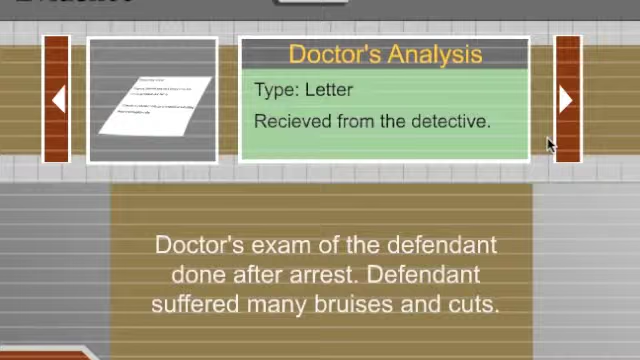 Doctor's Analysis
Type: Letter
Recieved from the detective.
Doctor's exam of the defendant
done after arrest. Defendant
suffered many bruises and cuts.